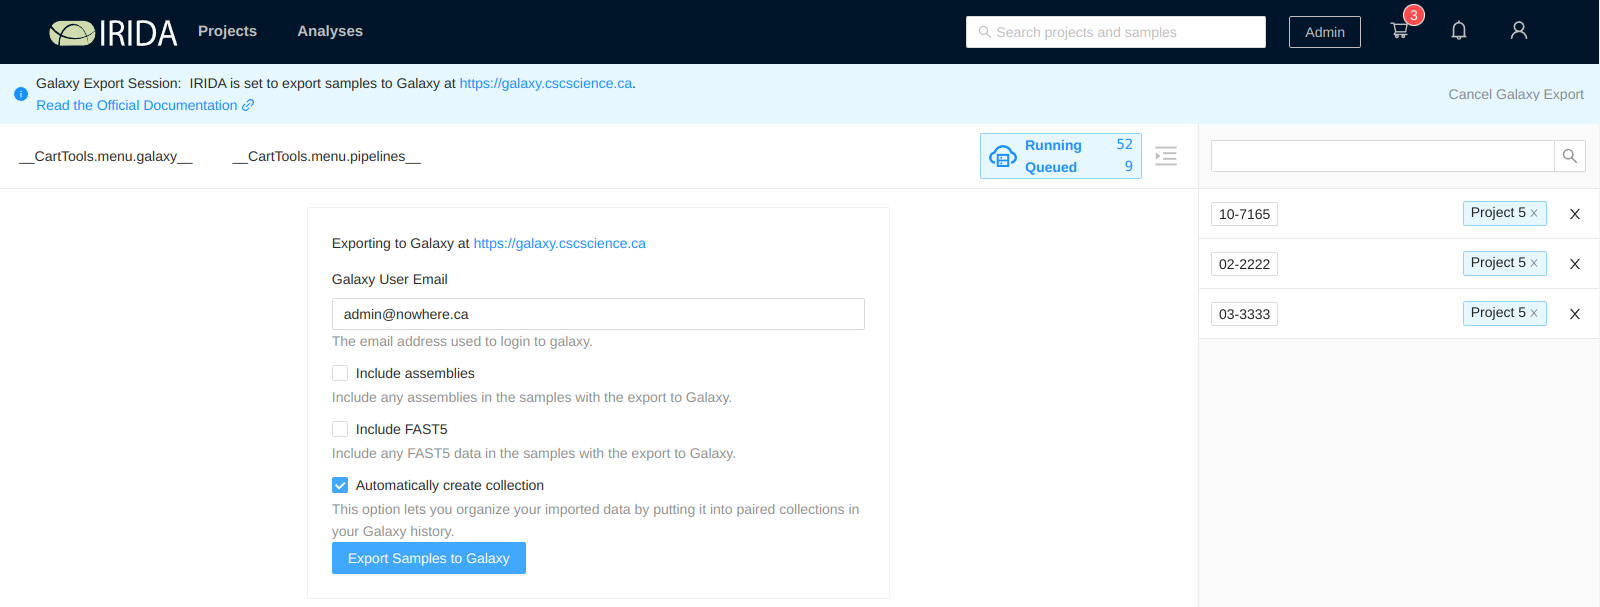 IRIDA Projects Analyses Search projects and samples Admin 3
Galaxy Export Session:  IRIDA is set to export samples to Galaxy at https://galaxy.cscscience.ca.
Read the Official Documentation
Cancel Galaxy Export
__CartTools.menu.galaxy__ __CartTools.menu.pipelines__
Running 52
Queued 9
Exporting to Galaxy at https://galaxy.cscscience.ca
Galaxy User Email
admin@nowhere.ca
The email address used to login to galaxy.
Include assemblies
Include any assemblies in the samples with the export to Galaxy.
Include FAST5
Include any FAST5 data in the samples with the export to Galaxy.
Automatically create collection
This option lets you organize your imported data by putting it into paired collections in
your Galaxy history.
Export Samples to Galaxy
10-7165 Project 5
02-2222 Project 5
03-3333 Project 5